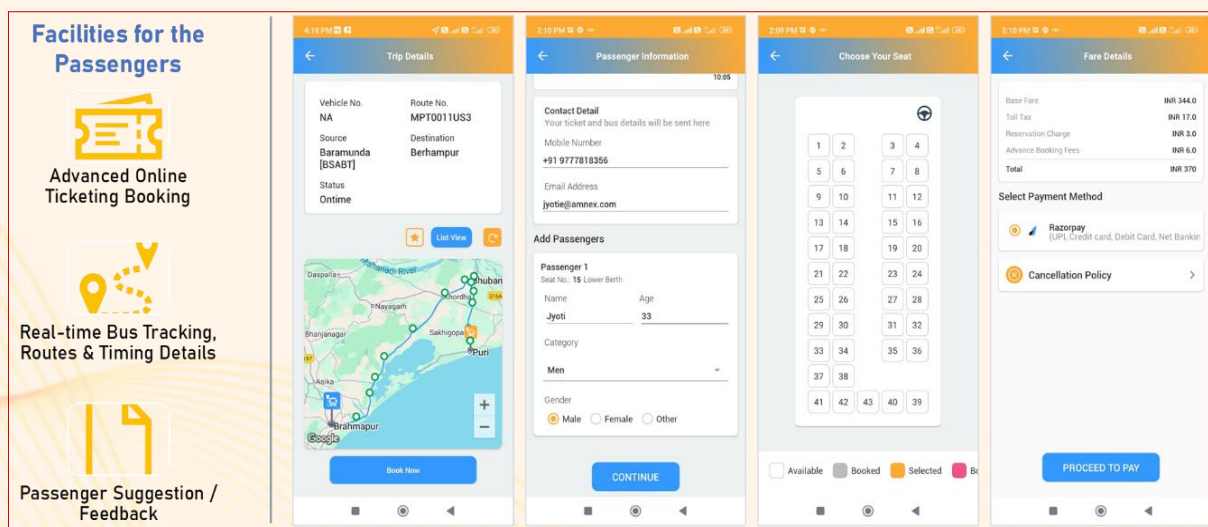 Facilities for the
Passengers
Advanced Online
Ticketing Booking
Real-time Bus Tracking,
Routes & Timing Details
Passenger Suggestion /
Feedback
4:18 PM
Trip Details
Vehicle No.
Route No.
NA
MPT0011US3
Source
Destination
Baramunda
Berhampur
[BSABT]
Status
Ontime
List View
Mahanadi River
Daspalla
Bhuban
Khordha
316A
Nayagarh
Bhanjanagar
Sakhigopal
Puri
157
Asika
Brahmapur
Google
+
−
Book Now
2:10 PM
Passenger Information
10:05
Contact Detail
Your ticket and bus details will be sent here
Mobile Number
+91 9777818356
Email Address
jyotie@amnex.com
Add Passengers
Passenger 1
Seat No.: 15 Lower Berth
Name
Age
Jyoti
33
Category
Men
Gender
Male Female Other
CONTINUE
2:09 PM
Choose Your Seat
1 2 3 4
5 6 7 8
9 10 11 12
13 14 15 16
17 18 19 20
21 22 23 24
25 26 27 28
29 30 31 32
33 34 35 36
37 38
41 42 43 40 39
Available Booked Selected Bo
2:10 PM
Fare Details
Base Fare INR 344.0
Toll Tax INR 17.0
Reservation Charge INR 3.0
Advance Booking Fees INR 6.0
Total INR 370
Select Payment Method
Razorpay
(UPI, Credit card, Debit Card, Net Bankin
Cancellation Policy
PROCEED TO PAY